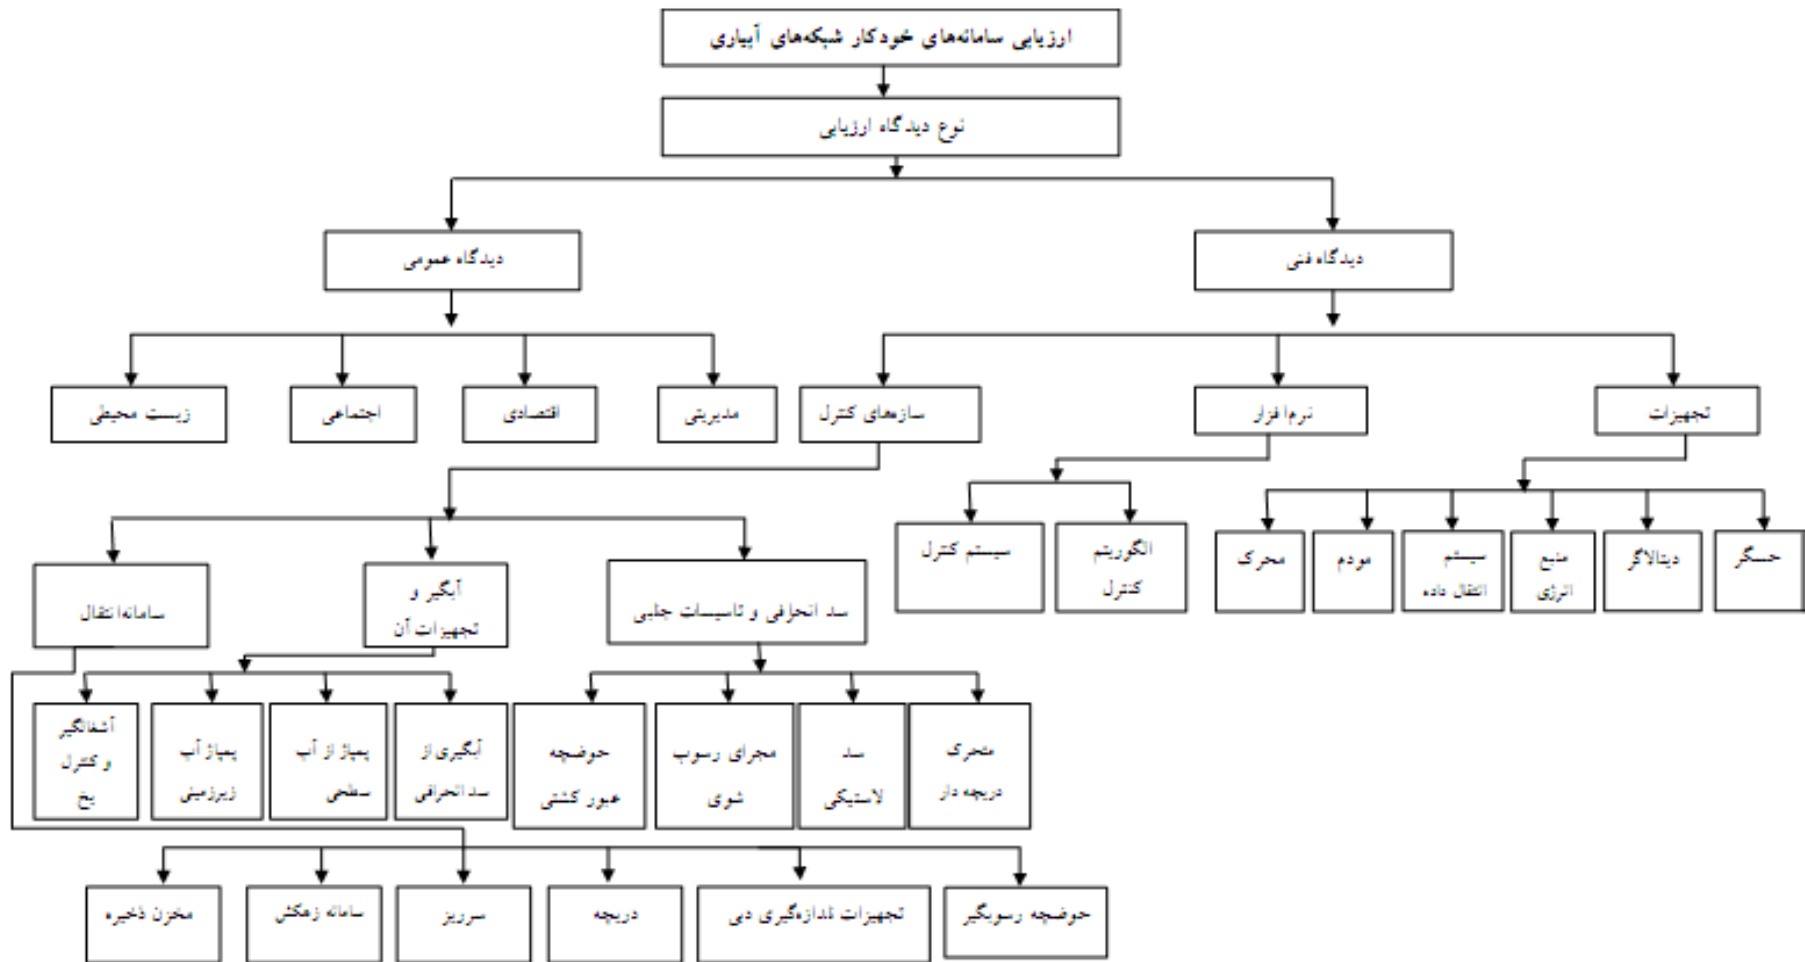 ارزیابی سامانه‌های خودکار شبکه‌های آبیاری
نوع دیدگاه ارزیابی
دیدگاه فنی
دیدگاه عمومی
تجهیزات
نرم‌افزار
سازه‌های کنترل
مدیریتی
اقتصادی
اجتماعی
زیست محیطی
حسگر
دیتالاگر
منبع
انرژی
سیستم
انتقال داده
مودم
محرک
الگوریتم
کنترل
سیستم کنترل
سد انحرافی و تاسیسات جنبی
آبگیر و
تجهیزات آن
سامانه انتقال
متحرک
دریچه دار
سد
لاستیکی
مجرای رسوب
شوی
حوضچه
عبور کشتی
آبگیری از
سد انحرافی
پمپاژ از آب
سطحی
پمپاژ آب
زیرزمینی
آشغالگیر
و کنترل
یخ
حوضچه رسوبگیر
تجهیزات اندازه‌گیری دبی
دریچه
سرریز
سامانه زهکش
مخزن ذخیره